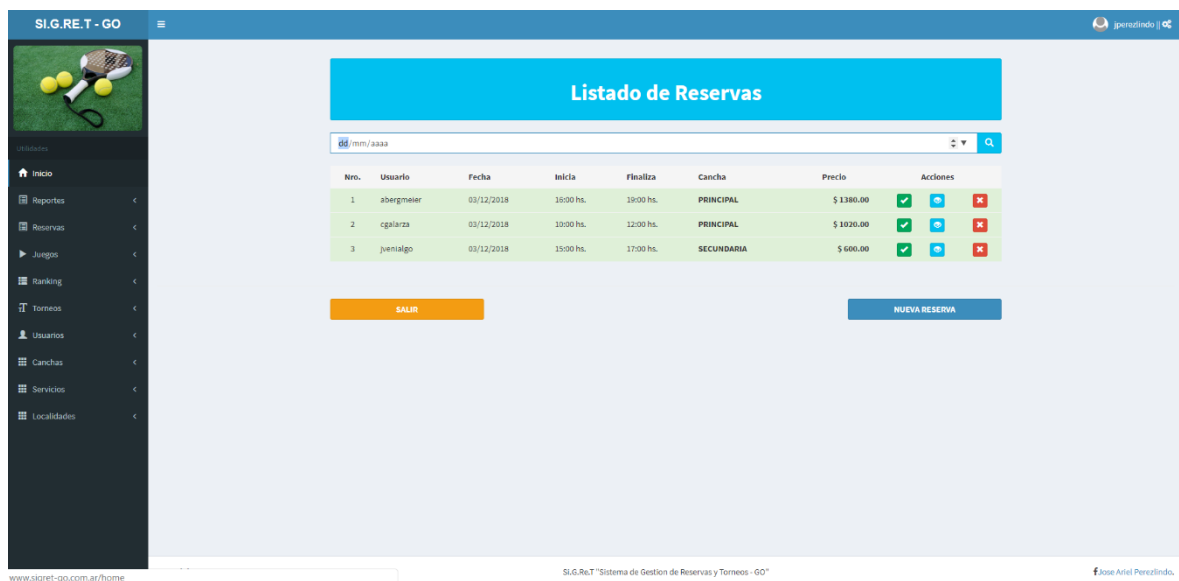 SI.G.RE.T - GO
jperezlindo ||
Utilidades
Inicio
Reportes
Reservas
Juegos
Ranking
Torneos
Usuarios
Canchas
Servicios
Localidades
Listado de Reservas
dd/mm/aaaa
Nro. Usuario Fecha Inicia Finaliza Cancha Precio Acciones
1 abergmeier 03/12/2018 16:00 hs. 19:00 hs. PRINCIPAL $ 1380.00
2 cgalarza 03/12/2018 10:00 hs. 12:00 hs. PRINCIPAL $ 1020.00
3 jvenialgo 03/12/2018 15:00 hs. 17:00 hs. SECUNDARIA $ 600.00
SALIR
NUEVA RESERVA
www.sigret-go.com.ar/home
Si.G.Re.T "Sistema de Gestion de Reservas y Torneos - GO"
Jose Ariel Perezlindo.